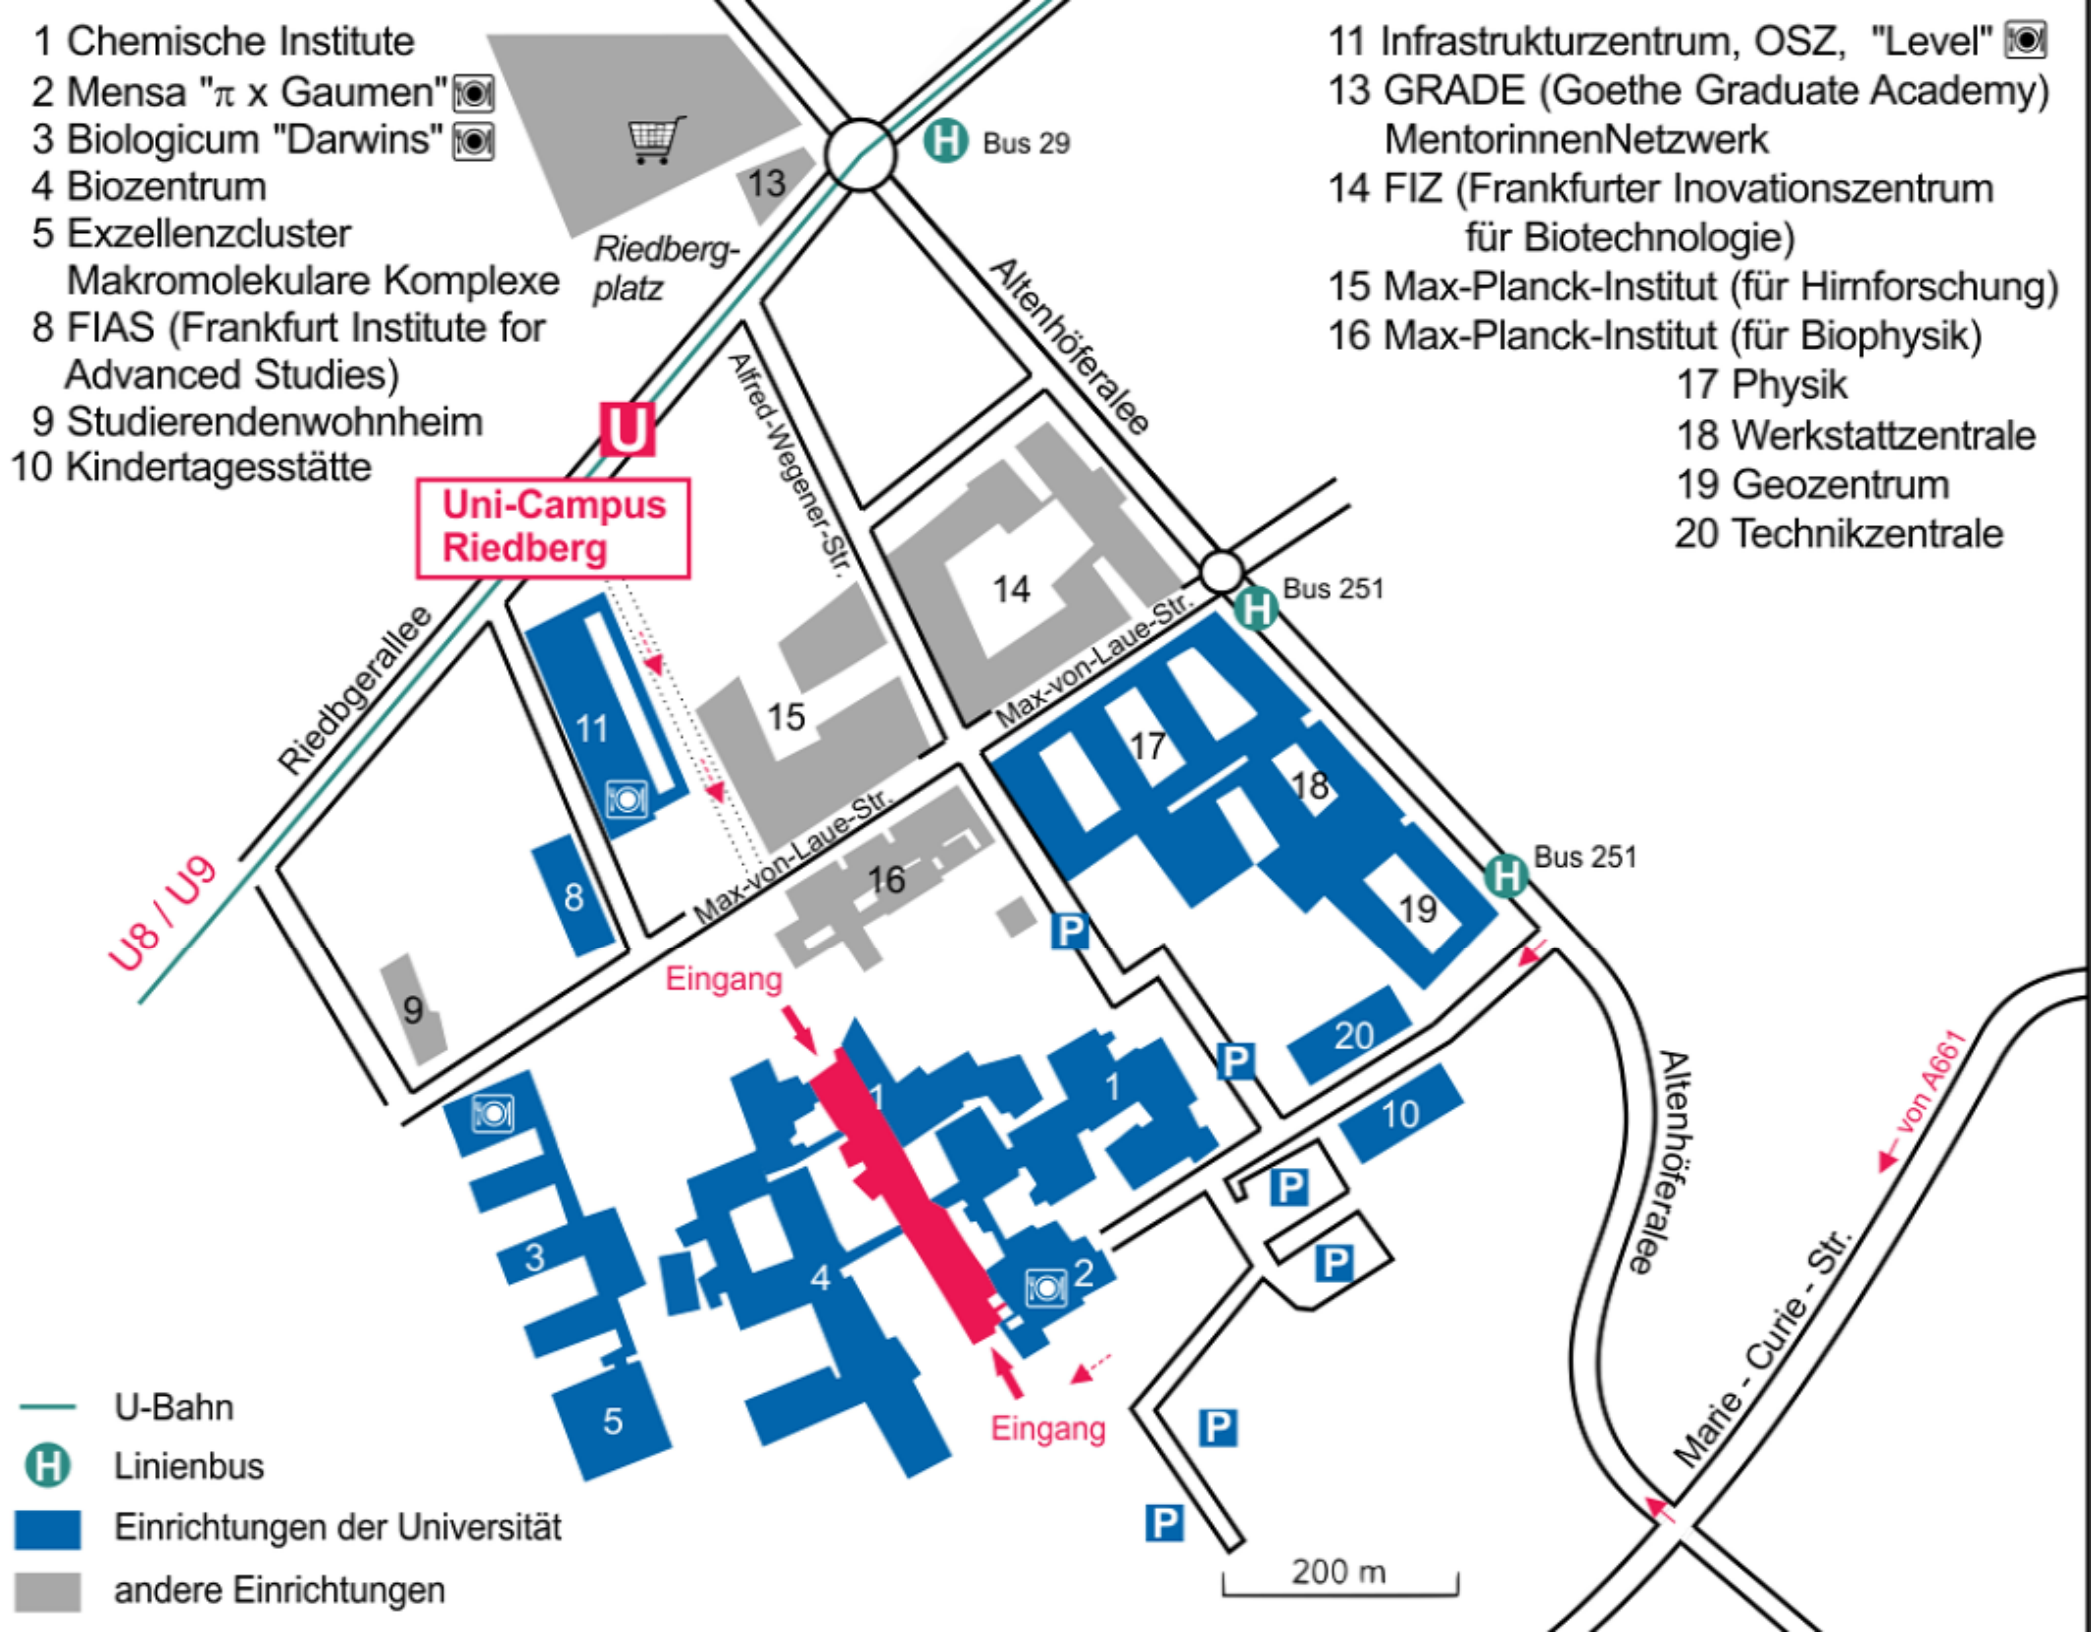 1 Chemische Institute
2 Mensa "π x Gaumen"
3 Biologicum "Darwins"
4 Biozentrum
5 Exzellenzcluster
Makromolekulare Komplexe
8 FIAS (Frankfurt Institute for
Advanced Studies)
9 Studierendenwohnheim
10 Kindertagesstätte
11 Infrastrukturzentrum, OSZ, "Level"
13 GRADE (Goethe Graduate Academy)
MentorinnenNetzwerk
14 FIZ (Frankfurter Inovationszentrum
für Biotechnologie)
15 Max-Planck-Institut (für Hirnforschung)
16 Max-Planck-Institut (für Biophysik)
17 Physik
18 Werkstattzentrale
19 Geozentrum
20 Technikzentrale
H Bus 29
13
Riedberg-
platz
Altenhöferalee
Alfred-Wegener-Str.
U
Uni-Campus
Riedberg
Riedbgerallee
14
H Bus 251
Max-von-Laue-Str.
11
15
17
18
Max-von-Laue-Str.
H Bus 251
U8 / U9
8
16
19
P
Eingang
9
20
P
1
1
10
P
von A661
Altenhöferalee
3
4
2
P
Marie - Curie - Str.
5
Eingang
P
P
U-Bahn
H Linienbus
Einrichtungen der Universität
andere Einrichtungen
200 m